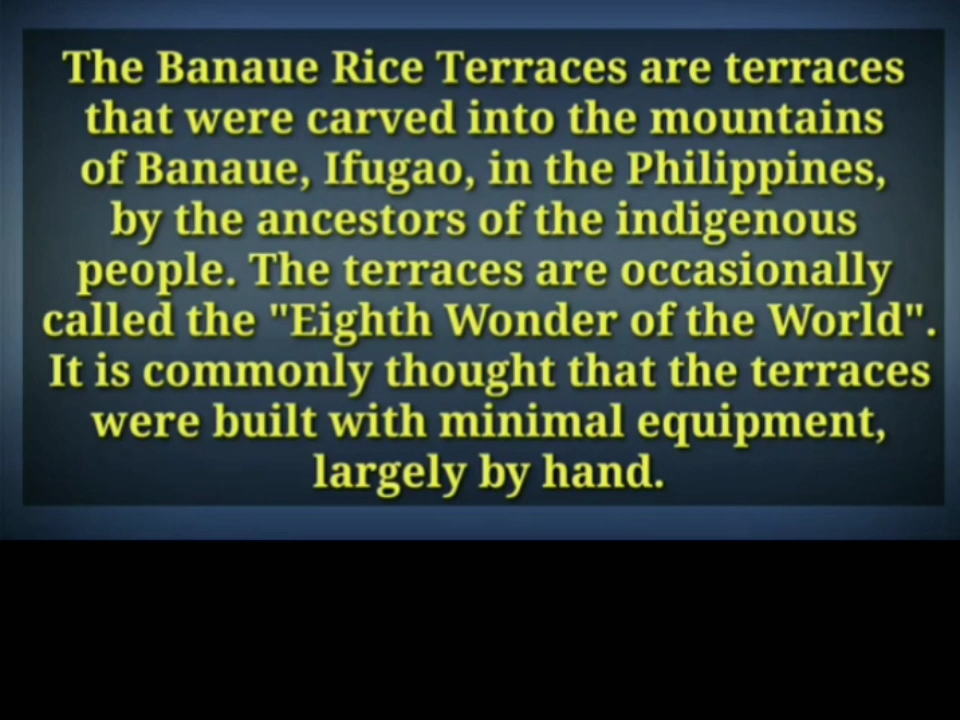 The Banaue Rice Terraces are terraces
that were carved into the mountains
of Banaue, Ifugao, in the Philippines,
by the ancestors of the indigenous
people. The terraces are occasionally
called the "Eighth Wonder of the World".
It is commonly thought that the terraces
were built with minimal equipment,
largely by hand.